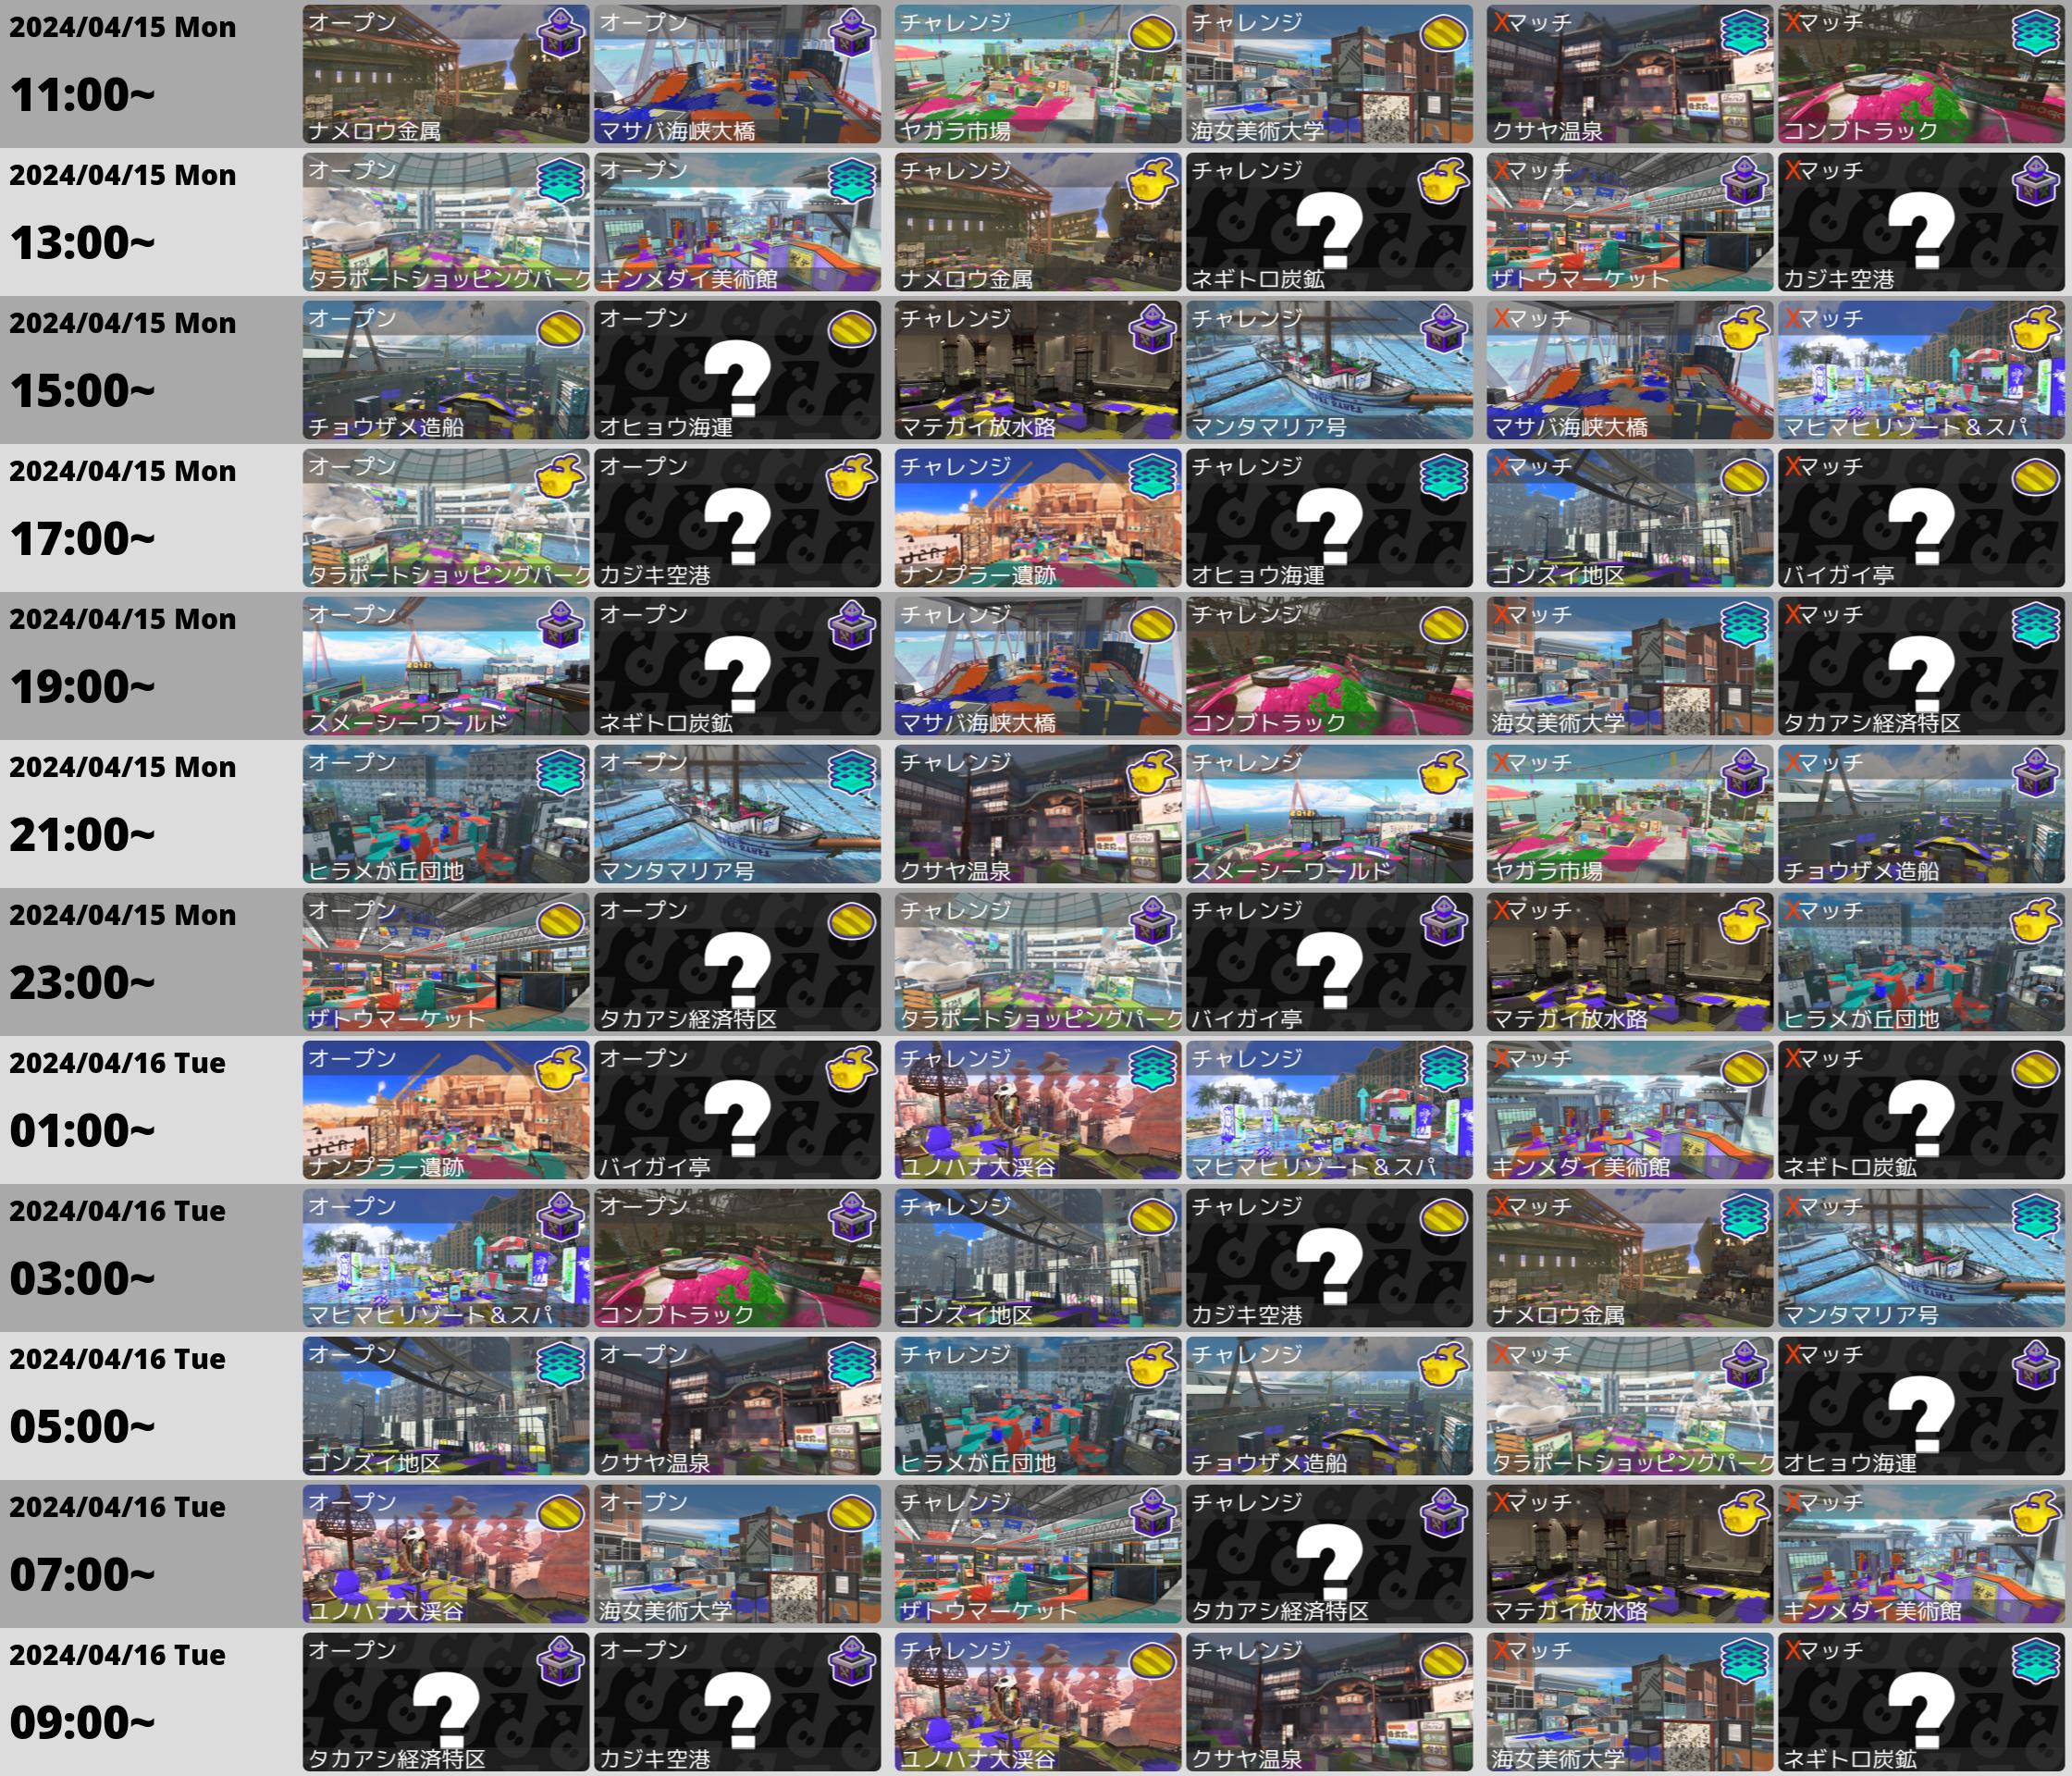 2024/04/15 Mon
11:00~
オープン
ナメロウ金属
オープン
マサバ海峡大橋
チャレンジ
ヤガラ市場
チャレンジ
海女美術大学
Xマッチ
クサヤ温泉
Xマッチ
コンブトラック
2024/04/15 Mon
13:00~
オープン
タラポートショッピングパーク
オープン
キンメダイ美術館
チャレンジ
ナメロウ金属
チャレンジ
?
ネギトロ炭鉱
Xマッチ
ザトウマーケット
Xマッチ
?
カジキ空港
2024/04/15 Mon
15:00~
オープン
チョウザメ造船
オープン
?
オヒョウ海運
チャレンジ
マテガイ放水路
チャレンジ
マンタマリア号
Xマッチ
マサバ海峡大橋
Xマッチ
マヒマヒリゾート＆スパ
2024/04/15 Mon
17:00~
オープン
タラポートショッピングパーク
オープン
?
カジキ空港
チャレンジ
ナンプラー遺跡
チャレンジ
?
オヒョウ海運
Xマッチ
ゴンズイ地区
Xマッチ
?
バイガイ亭
2024/04/15 Mon
19:00~
オープン
スメーシーワールド
オープン
?
ネギトロ炭鉱
チャレンジ
マサバ海峡大橋
チャレンジ
コンブトラック
Xマッチ
海女美術大学
Xマッチ
?
タカアシ経済特区
2024/04/15 Mon
21:00~
オープン
ヒラメが丘団地
オープン
マンタマリア号
チャレンジ
クサヤ温泉
チャレンジ
スメーシーワールド
Xマッチ
ヤガラ市場
Xマッチ
チョウザメ造船
2024/04/15 Mon
23:00~
オープン
ザトウマーケット
オープン
?
タカアシ経済特区
チャレンジ
タラポートショッピングパーク
チャレンジ
?
バイガイ亭
Xマッチ
マテガイ放水路
Xマッチ
ヒラメが丘団地
2024/04/16 Tue
01:00~
オープン
ナンプラー遺跡
オープン
?
バイガイ亭
チャレンジ
ユノハナ大渓谷
チャレンジ
マヒマヒリゾート＆スパ
Xマッチ
キンメダイ美術館
Xマッチ
?
ネギトロ炭鉱
2024/04/16 Tue
03:00~
オープン
マヒマヒリゾート＆スパ
オープン
コンブトラック
チャレンジ
ゴンズイ地区
チャレンジ
?
カジキ空港
Xマッチ
ナメロウ金属
Xマッチ
マンタマリア号
2024/04/16 Tue
05:00~
オープン
ゴンズイ地区
オープン
クサヤ温泉
チャレンジ
ヒラメが丘団地
チャレンジ
チョウザメ造船
Xマッチ
タラポートショッピングパーク
Xマッチ
?
オヒョウ海運
2024/04/16 Tue
07:00~
オープン
ユノハナ大渓谷
オープン
海女美術大学
チャレンジ
ザトウマーケット
チャレンジ
?
タカアシ経済特区
Xマッチ
マテガイ放水路
Xマッチ
キンメダイ美術館
2024/04/16 Tue
09:00~
オープン
?
タカアシ経済特区
オープン
?
カジキ空港
チャレンジ
ユノハナ大渓谷
チャレンジ
クサヤ温泉
Xマッチ
海女美術大学
Xマッチ
?
ネギトロ炭鉱